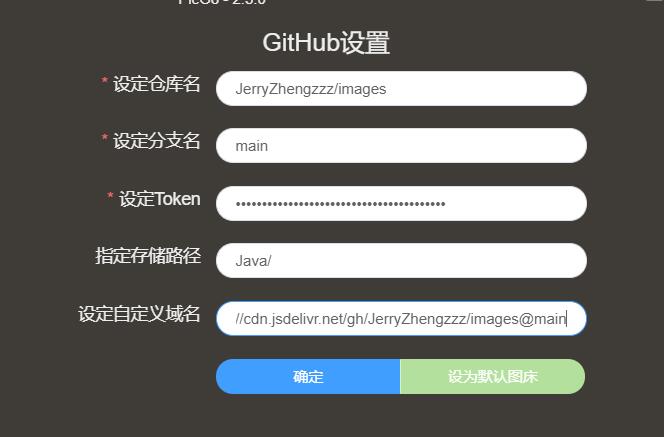 PicGo - 2.3.0
GitHub设置
* 设定仓库名 JerryZhengzzz/images
* 设定分支名 main
* 设定Token ••••••••••••••••••••••••••••••••••••••••
指定存储路径 Java/
设定自定义域名 //cdn.jsdelivr.net/gh/JerryZhengzzz/images@main
确定 设为默认图床